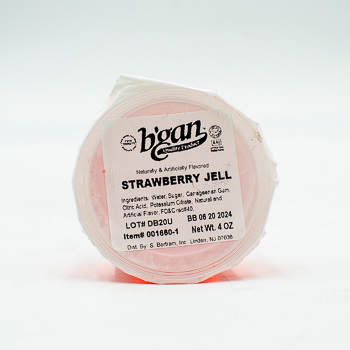 b'gan
Quality Product
Naturally & Artificially Flavored
STRAWBERRY JELL
Ingredients: Water, Sugar, Carrageenan Gum,
Citric Acid, Potassium Citrate, Natural and
Artificial Flavor, FD&C red#40.
LOT# DB20U BB 06 20 2024
Item# 001660-1 Net Wt. 4 OZ
Dist. By: S. Bertram, Inc. Linden, NJ 07036